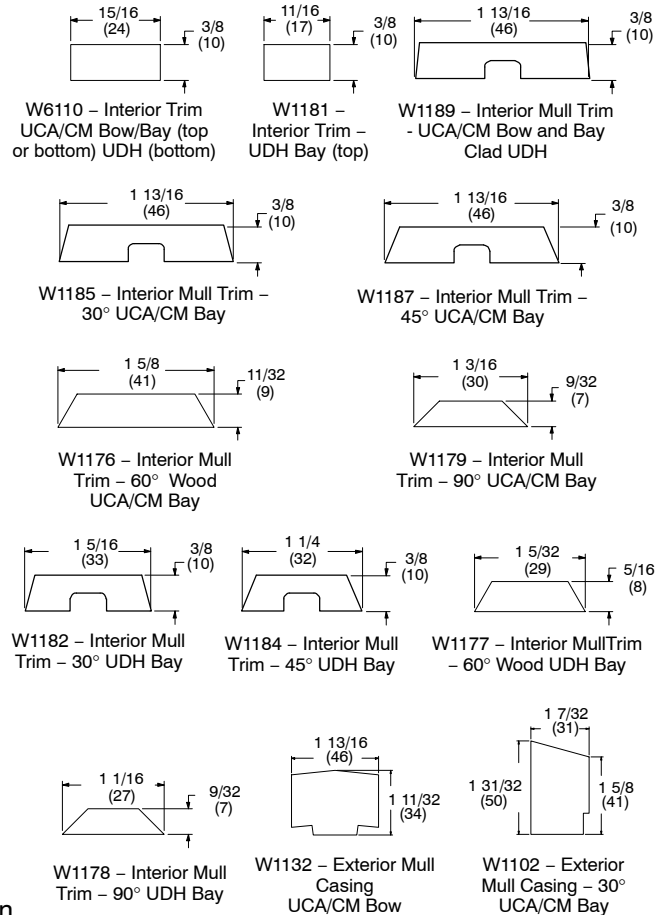 15/16
(24)
3/8
(10)
W6110 – Interior Trim
UCA/CM Bow/Bay (top
or bottom) UDH (bottom)
11/16
(17)
3/8
(10)
W1181 –
Interior Trim –
UDH Bay (top)
1 13/16
(46)
3/8
(10)
W1189 – Interior Mull Trim
- UCA/CM Bow and Bay
Clad UDH
1 13/16
(46)
3/8
(10)
W1185 – Interior Mull Trim –
30° UCA/CM Bay
1 13/16
(46)
3/8
(10)
W1187 – Interior Mull Trim –
45° UCA/CM Bay
1 5/8
(41)
11/32
(9)
W1176 – Interior Mull
Trim – 60° Wood
UCA/CM Bay
1 3/16
(30)
9/32
(7)
W1179 – Interior Mull
Trim – 90° UCA/CM Bay
1 5/16
(33)
3/8
(10)
W1182 – Interior Mull
Trim – 30° UDH Bay
1 1/4
(32)
3/8
(10)
W1184 – Interior Mull
Trim – 45° UDH Bay
1 5/32
(29)
5/16
(8)
W1177 – Interior MullTrim
– 60° Wood UDH Bay
1 1/16
(27)
9/32
(7)
W1178 – Interior Mull
Trim – 90° UDH Bay
1 13/16
(46)
1 11/32
(34)
W1132 – Exterior Mull
Casing
UCA/CM Bow
1 7/32
(31)
1 31/32
(50)
1 5/8
(41)
W1102 – Exterior
Mull Casing – 30°
UCA/CM Bay